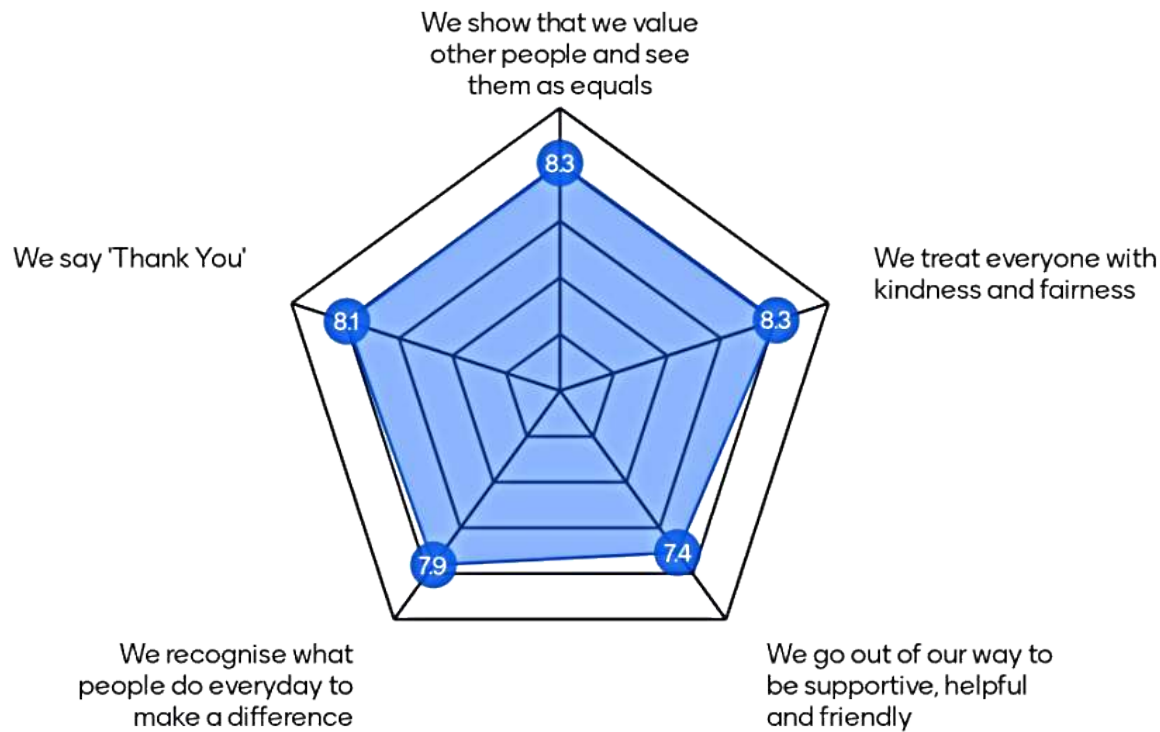 We show that we value
other people and see
them as equals
8.3
We say 'Thank You'
We treat everyone with
kindness and fairness
8.1
8.3
7.9
7.4
We recognise what
people do everyday to
make a difference
We go out of our way to
be supportive, helpful
and friendly